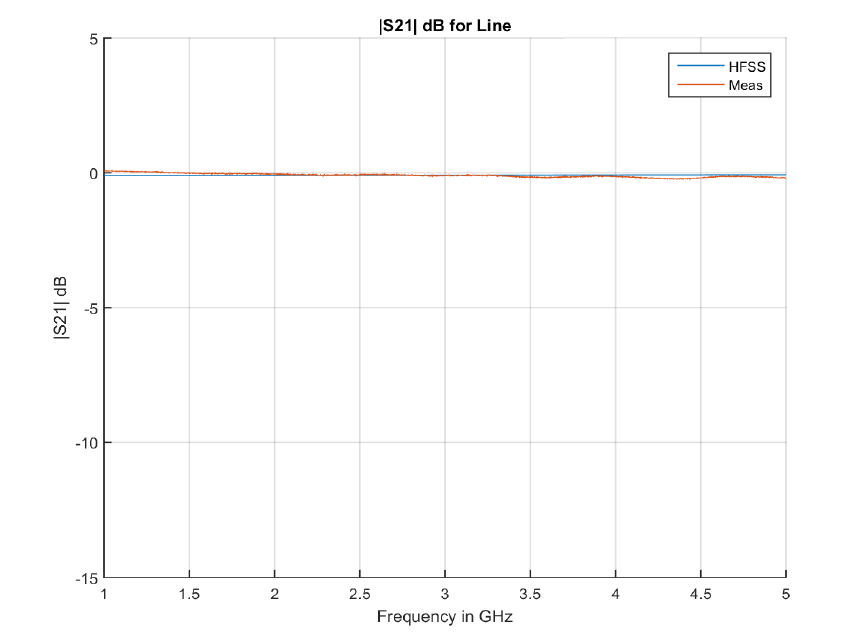 |S21| dB for Line
HFSS
Meas
5
0
-5
-10
-15
|S21| dB
1 1.5 2 2.5 3 3.5 4 4.5 5
Frequency in GHz